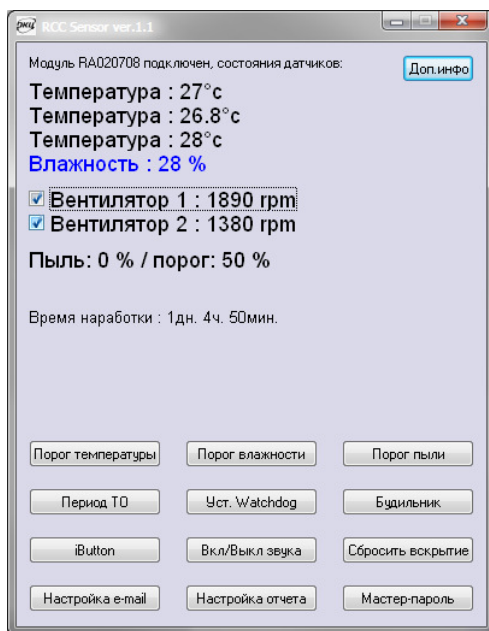 ркц RCC Sensor ver.1.1
Модуль RA020708 подключен, состояния датчиков:
Доп.инфо
Температура : 27°c
Температура : 26.8°c
Температура : 28°c
Влажность : 28 %
Вентилятор 1 : 1890 rpm
Вентилятор 2 : 1380 rpm
Пыль: 0 % / порог: 50 %
Время наработки : 1дн. 4ч. 50мин.
Порог температуры Порог влажности Порог пыли
Период ТО Уст. Watchdog Будильник
iButton Вкл/Выкл звука Сбросить вскрытие
Настройка e-mail Настройка отчета Мастер-пароль